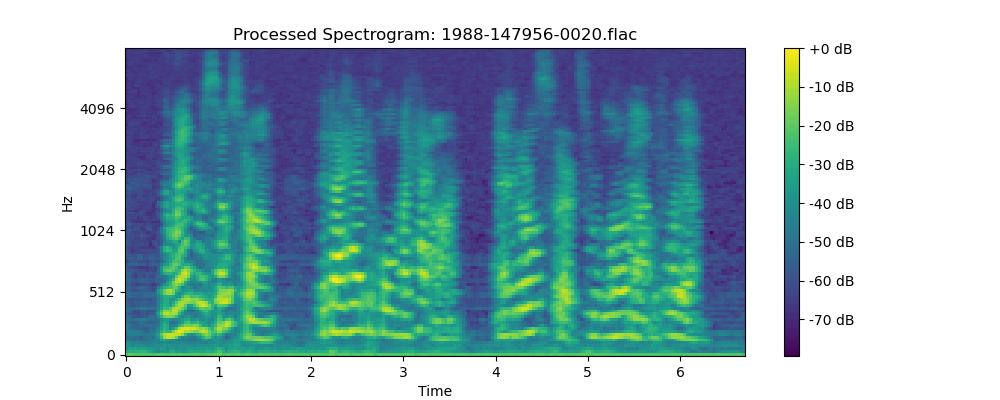 Processed Spectrogram: 1988-147956-0020.flac
+0 dB
4096
-10 dB
-20 dB
2048
-30 dB
Hz
1024
-40 dB
-50 dB
512
-60 dB
-70 dB
0
0 1 2 3 4 5 6
Time